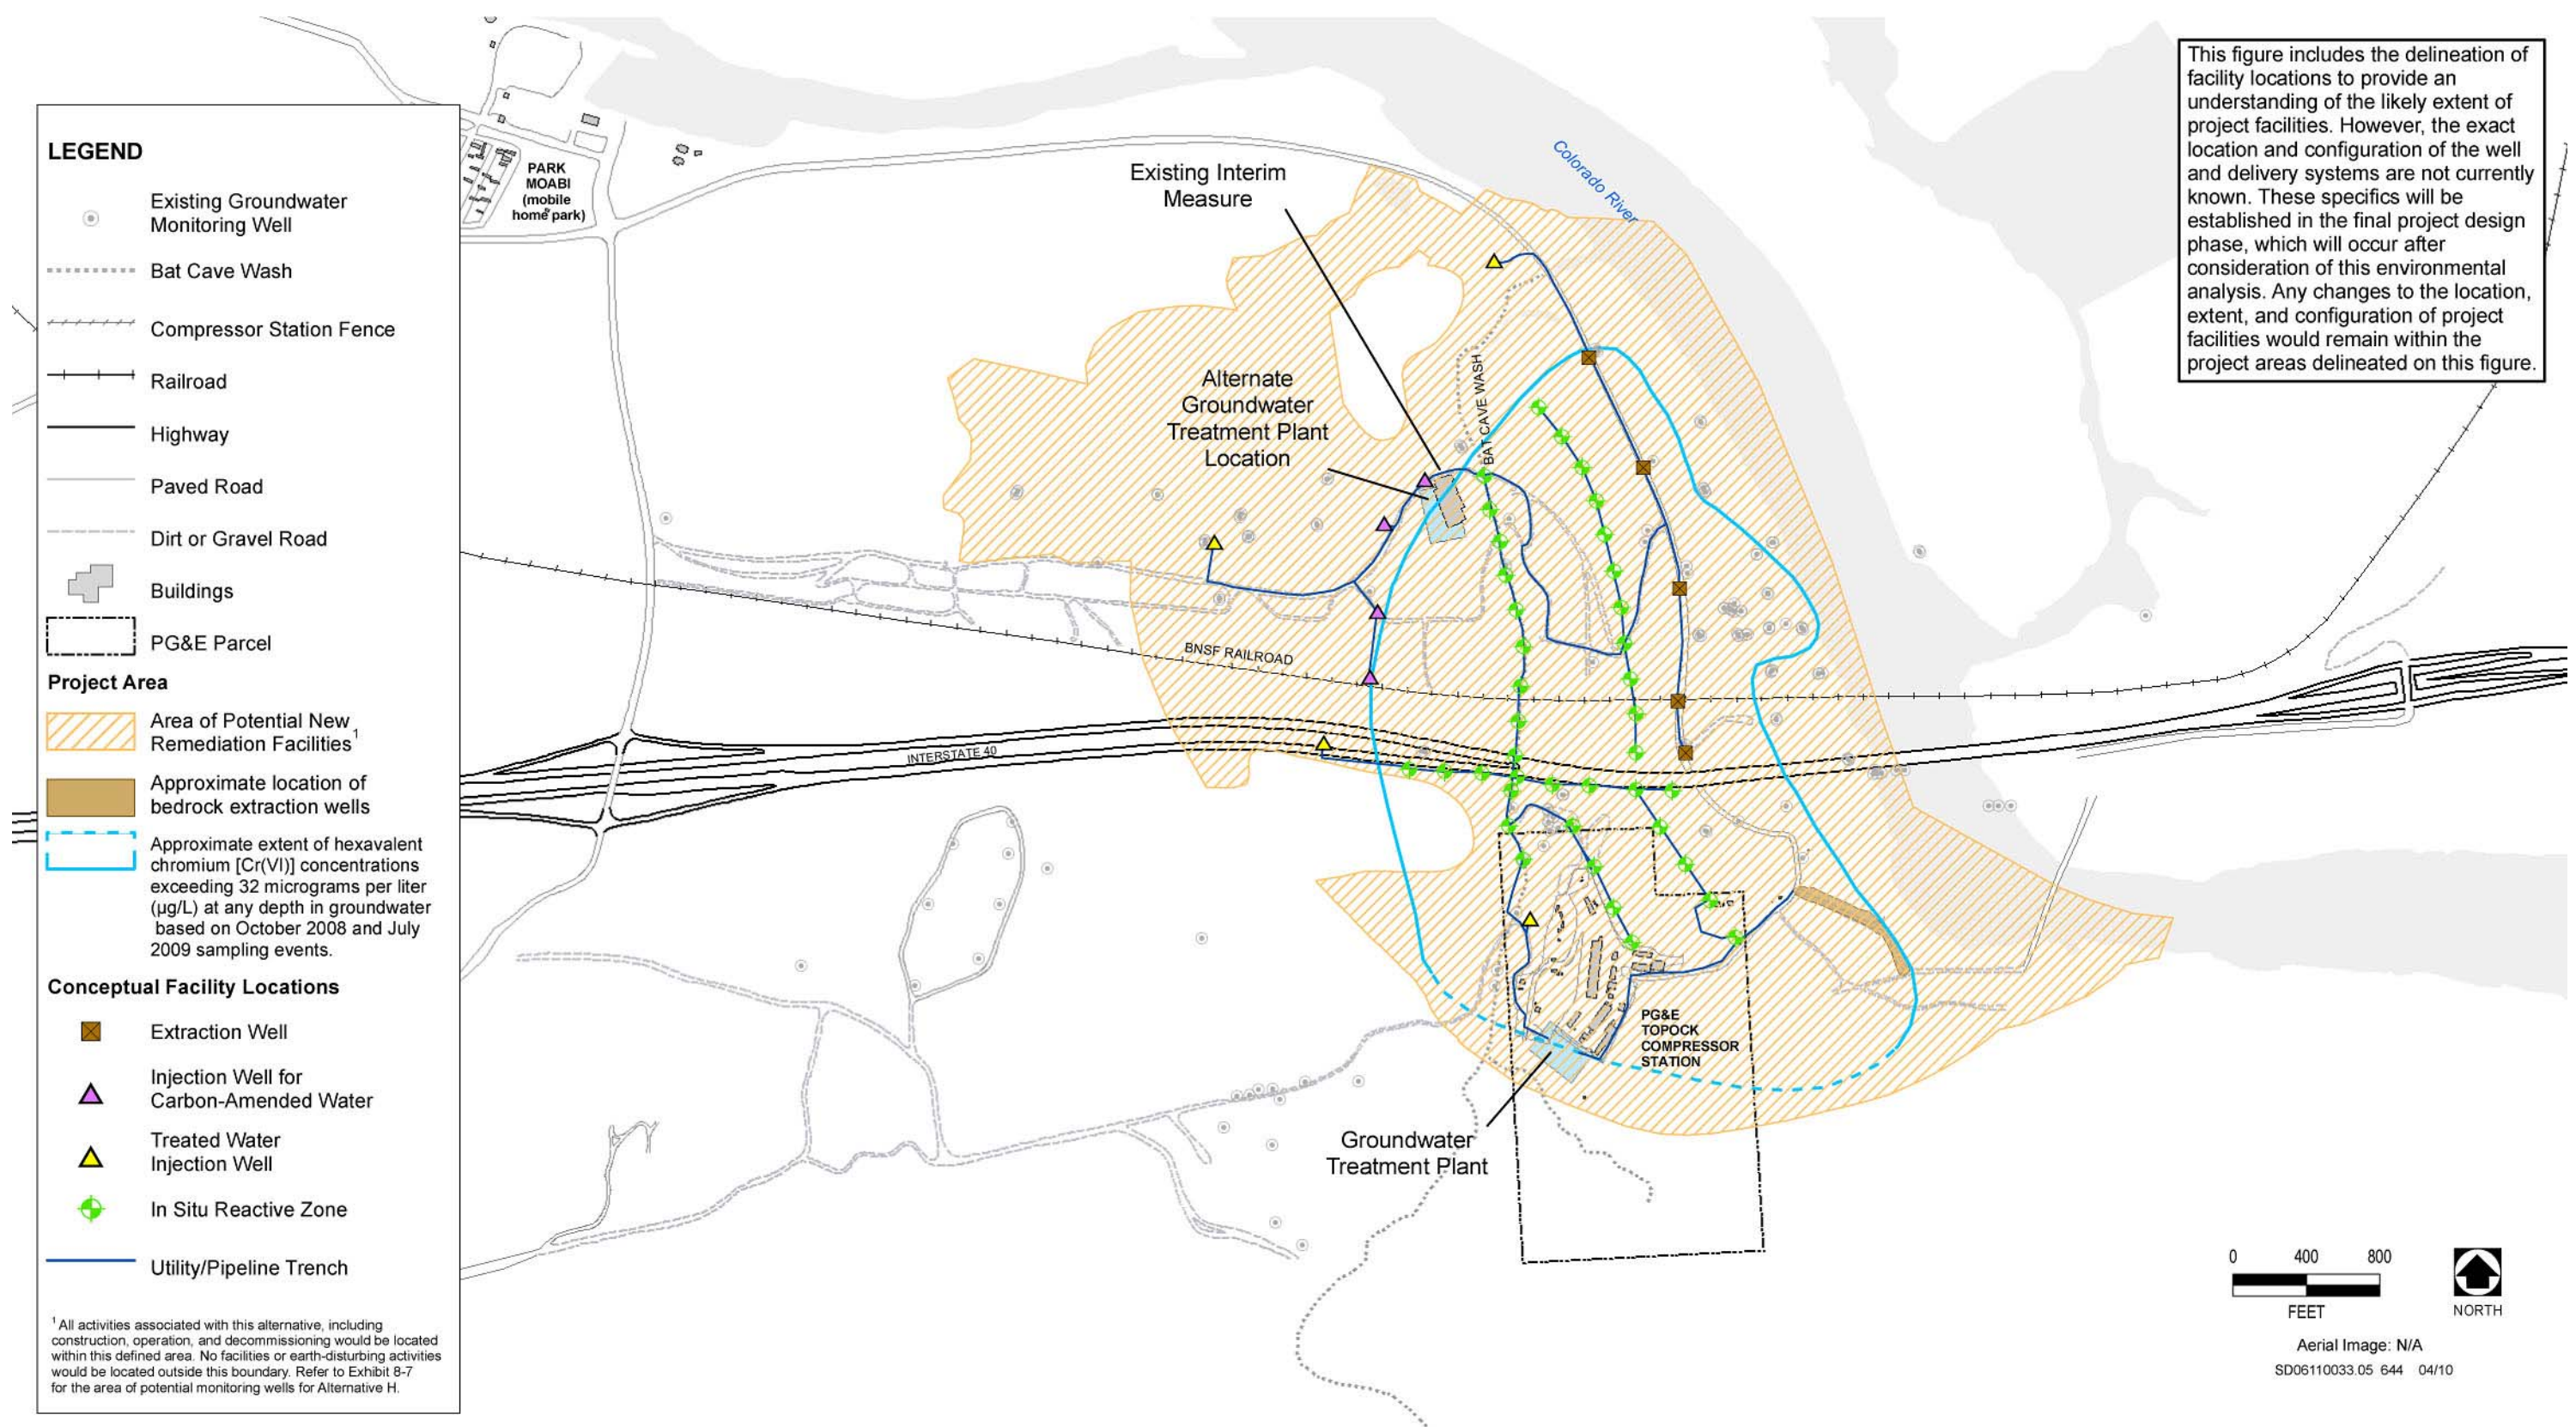 LEGEND
Existing Groundwater
Monitoring Well
Bat Cave Wash
Compressor Station Fence
Railroad
Highway
Paved Road
Dirt or Gravel Road
Buildings
PG&E Parcel
Project Area
Area of Potential New
Remediation Facilities1
Approximate location of
bedrock extraction wells
Approximate extent of hexavalent
chromium [Cr(VI)] concentrations
exceeding 32 micrograms per liter
(µg/L) at any depth in groundwater
based on October 2008 and July
2009 sampling events.
Conceptual Facility Locations
Extraction Well
Injection Well for
Carbon-Amended Water
Treated Water
Injection Well
In Situ Reactive Zone
Utility/Pipeline Trench
1 All activities associated with this alternative, including
construction, operation, and decommissioning would be located
within this defined area. No facilities or earth-disturbing activities
would be located outside this boundary. Refer to Exhibit 8-7
for the area of potential monitoring wells for Alternative H.
PARK
MOABI
(mobile
home park)
Existing Interim
Measure
Colorado River
Alternate
Groundwater
Treatment Plant
Location
BAT CAVE WASH
BNSF RAILROAD
INTERSTATE 40
PG&E
TOPOCK
COMPRESSOR
STATION
Groundwater
Treatment Plant
This figure includes the delineation of
facility locations to provide an
understanding of the likely extent of
project facilities. However, the exact
location and configuration of the well
and delivery systems are not currently
known. These specifics will be
established in the final project design
phase, which will occur after
consideration of this environmental
analysis. Any changes to the location,
extent, and configuration of project
facilities would remain within the
project areas delineated on this figure.
0 400 800
FEET
NORTH
Aerial Image: N/A
SD06110033.05 644 04/10